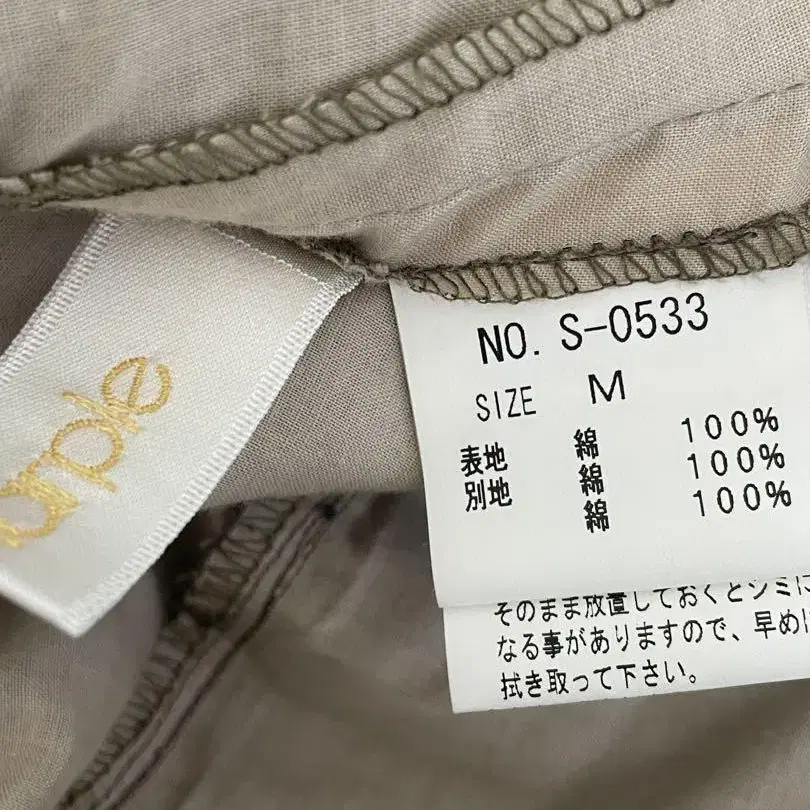 urple
NO. S-0533
SIZE M
表地 綿 100%
別地 綿 100%
綿 100%
そのまま放置しておくとシミに
なる事がありますので、早めに
拭き取って下さい。